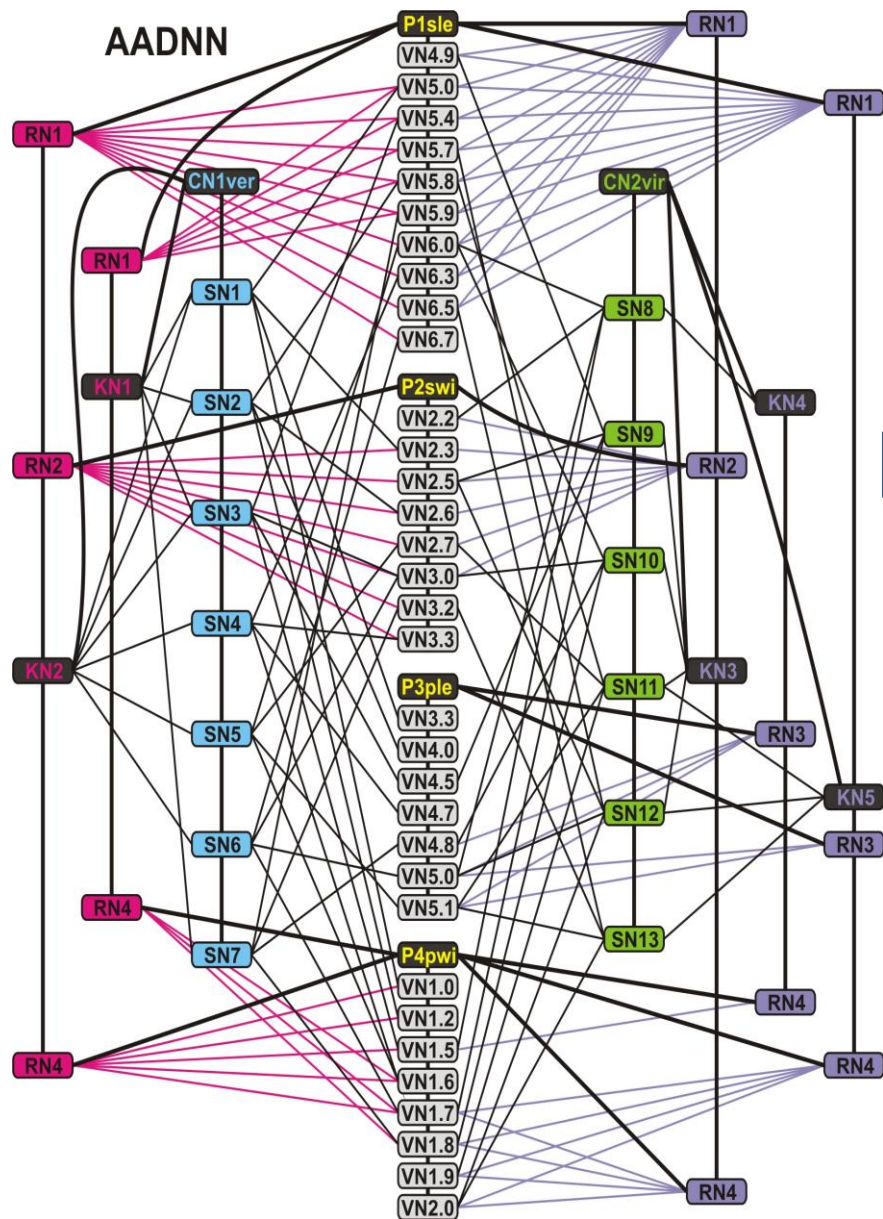 AADNN
P1sle
RN1
VN4.9
VN5.0
RN1
VN5.4
RN1
VN5.7
CN1ver
VN5.8
CN2vir
VN5.9
VN6.0
RN1
VN6.3
SN1
VN6.5
SN8
VN6.7
KN1
P2swi
SN2
KN4
VN2.2
SN9
VN2.3
RN2
RN2
VN2.5
SN3
VN2.6
VN2.7
SN10
VN3.0
VN3.2
SN4
VN3.3
KN2
KN3
P3ple
SN11
VN3.3
SN5
RN3
VN4.0
VN4.5
KN5
VN4.7
SN12
SN6
VN4.8
RN3
VN5.0
RN4
VN5.1
SN13
SN7
P4pwi
VN1.0
RN4
VN1.2
VN1.5
RN4
RN4
VN1.6
VN1.7
VN1.8
VN1.9
RN4
VN2.0